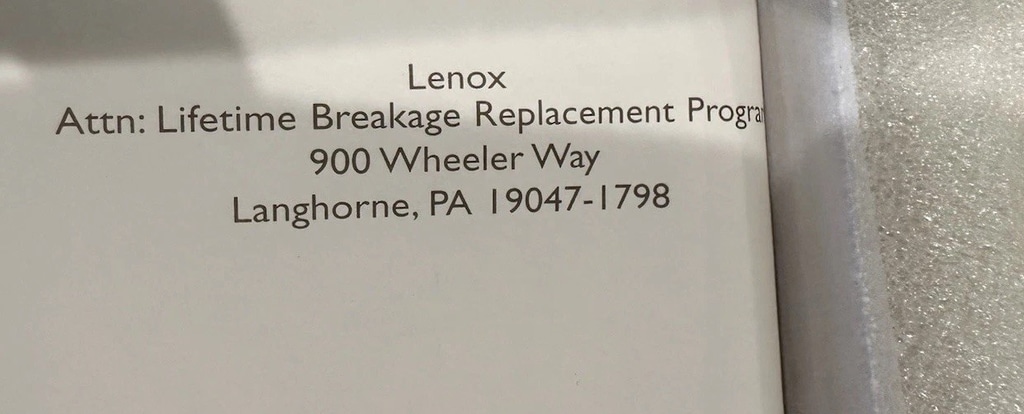 Lenox
Attn: Lifetime Breakage Replacement Progra
900 Wheeler Way
Langhorne, PA 19047-1798